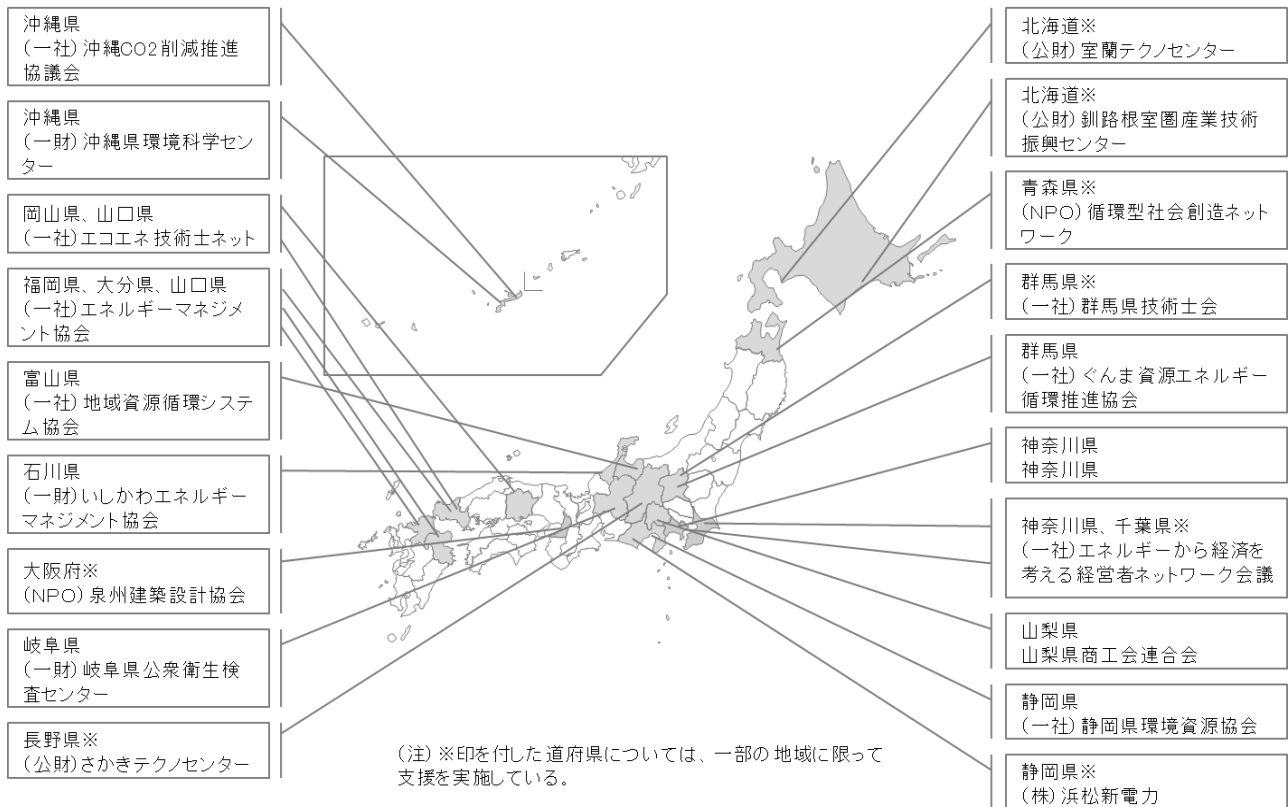 沖縄県
(一社)沖縄CO2削減推進
協議会
沖縄県
(一財)沖縄県環境科学セン
ター
岡山県、山口県
(一社)エコエネ技術士ネット
福岡県、大分県、山口県
(一社)エネルギーマネジメ
ント協会
富山県
(一社)地域資源循環システ
ム協会
石川県
(一財)いしかわエネルギー
マネジメント協会
大阪府※
(NPO)泉州建築設計協会
岐阜県
(一財)岐阜県公衆衛生検
査センター
長野県※
(公財)さかきテクノセンター
北海道※
(公財)室蘭テクノセンター
北海道※
(公財)釧路根室圏産業技術
振興センター
青森県※
(NPO)循環型社会創造ネット
ワーク
群馬県※
(一社)群馬県技術士会
群馬県
(一社)ぐんま資源エネルギー
循環推進協会
神奈川県
神奈川県
神奈川県、千葉県※
(一社)エネルギーから経済を
考える経営者ネットワーク会議
山梨県
山梨県商工会連合会
静岡県
(一社)静岡県環境資源協会
静岡県※
(株)浜松新電力
(注)※印を付した道府県については、一部の地域に限って
支援を実施している。